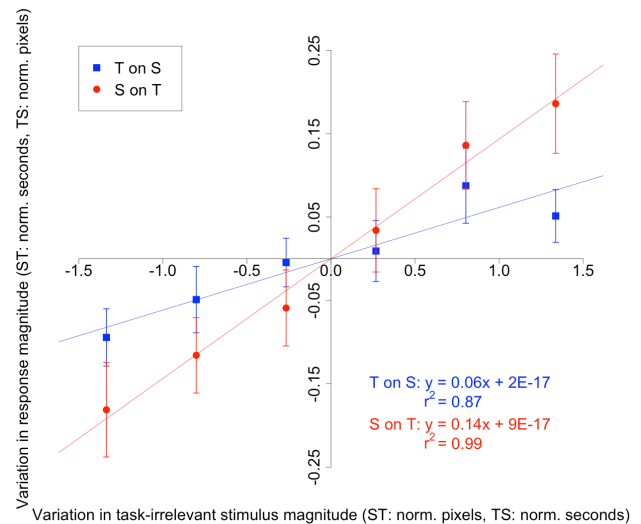 Variation in response magnitude (ST: norm. seconds, TS: norm. pixels)
T on S
S on T
0.25
0.15
0.05
-1.5 -1.0 -0.5 0.0 0.5 1.0 1.5
-0.05
-0.15
-0.25
T on S: y = 0.06x + 2E-17
r2 = 0.87
S on T: y = 0.14x + 9E-17
r2 = 0.99
Variation in task-irrelevant stimulus magnitude (ST: norm. pixels, TS: norm. seconds)